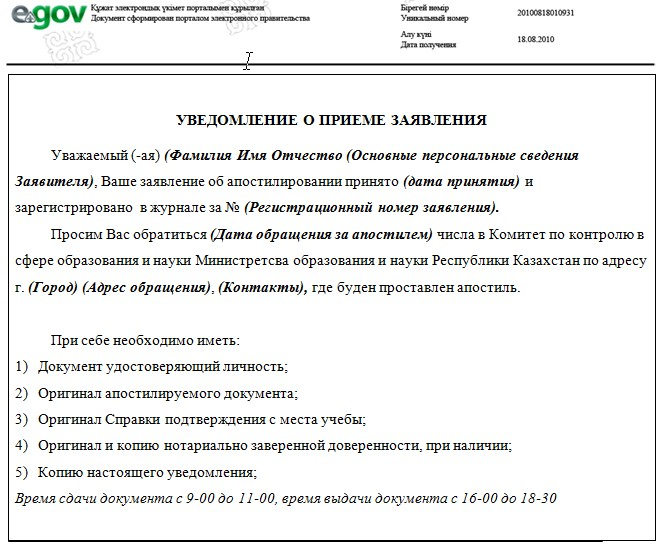 egov
Құжат электрондық үкімет порталымен құрылған
Документ сформирован порталом электронного правительства
Бірегей нөмір
Уникальный номер
20100818010931
Алу күні
Дата получения
18.08.2010
УВЕДОМЛЕНИЕ О ПРИЕМЕ ЗАЯВЛЕНИЯ
Уважаемый (-ая) (Фамилия Имя Отчество (Основные персональные сведения
Заявителя), Ваше заявление об апостилировании принято (дата принятия) и
зарегистрировано в журнале за № (Регистрационный номер заявления).
Просим Вас обратиться (Дата обращения за апостилем) числа в Комитет по контролю в
сфере образования и науки Министретсва образования и науки Республики Казахстан по адресу
г. (Город) (Адрес обращения), (Контакты), где буден проставлен апостиль.
При себе необходимо иметь:
1) Документ удостоверяющий личность;
2) Оригинал апостилируемого документа;
3) Оригинал Справки подтверждения с места учебы;
4) Оригинал и копию нотариально заверенной доверенности, при наличии;
5) Копию настоящего уведомления;
Время сдачи документа с 9-00 до 11-00, время выдачи документа с 16-00 до 18-30